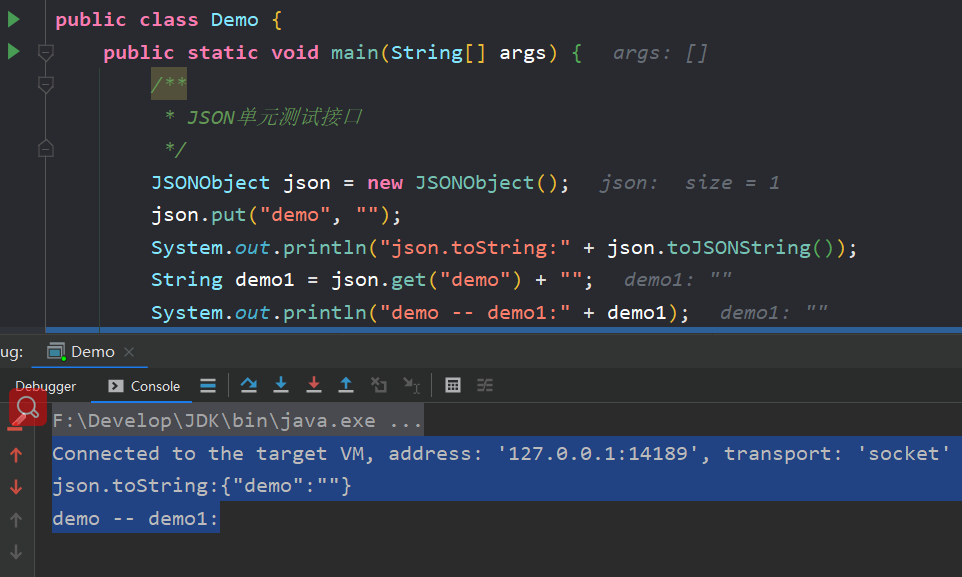 public class Demo {
public static void main(String[] args) {  args: []
/**
* JSON单元测试接口
*/
JSONObject json = new JSONObject();  json:  size = 1
json.put("demo", "");
System.out.println("json.toString:" + json.toJSONString());
String demo1 = json.get("demo") + "";  demo1: ""
System.out.println("demo -- demo1:" + demo1);  demo1: ""
ug: Demo
Debugger Console
F:\Develop\JDK\bin\java.exe ...
Connected to the target VM, address: '127.0.0.1:14189', transport: 'socket'
json.toString:{"demo":""}
demo -- demo1: